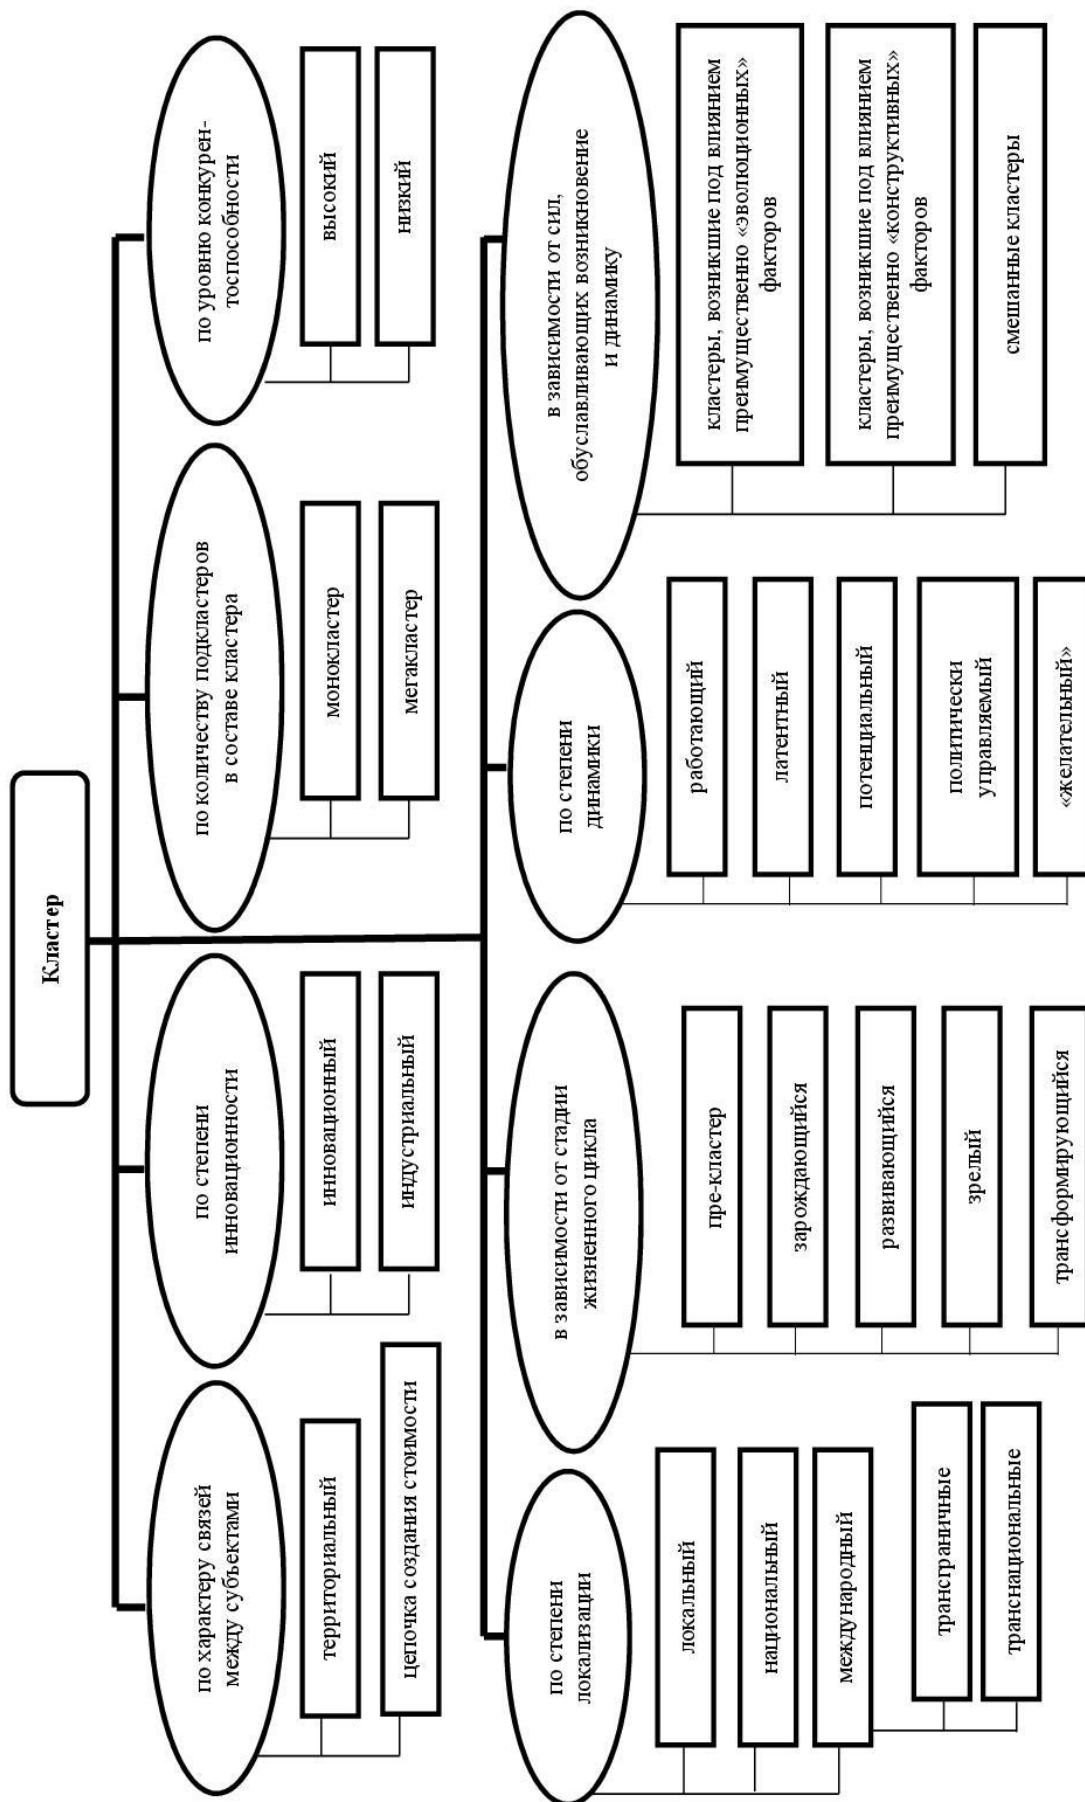 Кластер
по характеру связей
между субъектами
территориальный
цепочка создания стоимости
по степени
инновационности
инновационный
индустриальный
по количеству подкластеров
в составе кластера
монокластер
мегакластер
по уровню конкурен-
тоспособности
высокий
низкий
по степени
локализации
локальный
национальный
международный
трансграничные
транснациональные
в зависимости от стадии
жизненного цикла
пре-кластер
зарождающийся
развивающийся
зрелый
трансформирующийся
по степени
динамики
работающий
латентный
потенциальный
политически
управляемый
«желательный»
в зависимости от сил,
обуславливающих возникновение
и динамику
кластеры, возникшие под влиянием
преимущественно «эволюционных»
факторов
кластеры, возникшие под влиянием
преимущественно «конструктивных»
факторов
смешанные кластеры